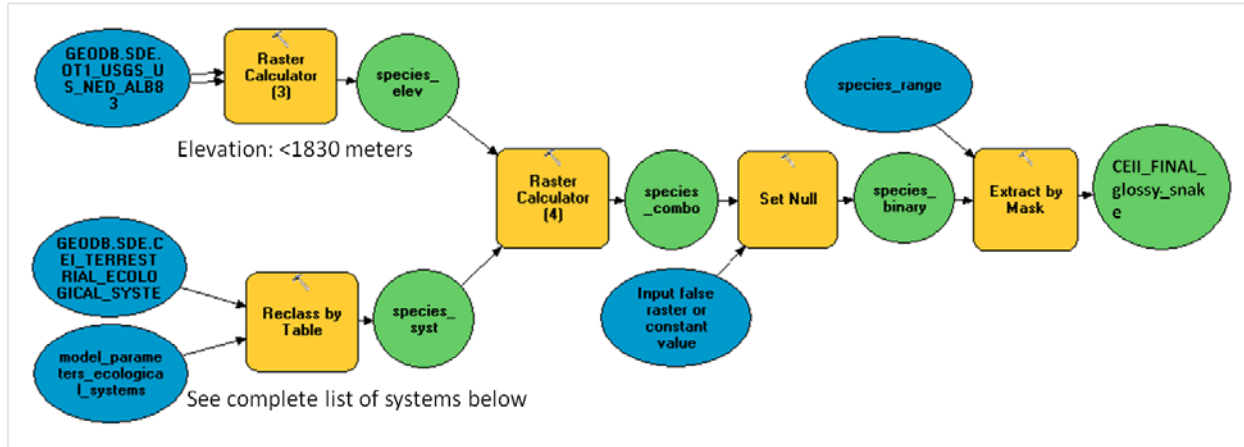 GEODB.SDE.
OT1_USGS_U
S_NED_ALB8
3
Raster
Calculator
(3)
species_
elev
Elevation: <1830 meters
species_range
Raster
Calculator
(4)
species
_combo
Set Null
species_
binary
Extract by
Mask
CEII_FINAL_
glossy_snak
e
GEODB.SDE.C
EI_TERREST
RIAL_ECOLO
GICAL_SYSTE
Reclass by
Table
species_
syst
Input false
raster or
constant
value
model_parame
ters_ecologica
l_systems
See complete list of systems below